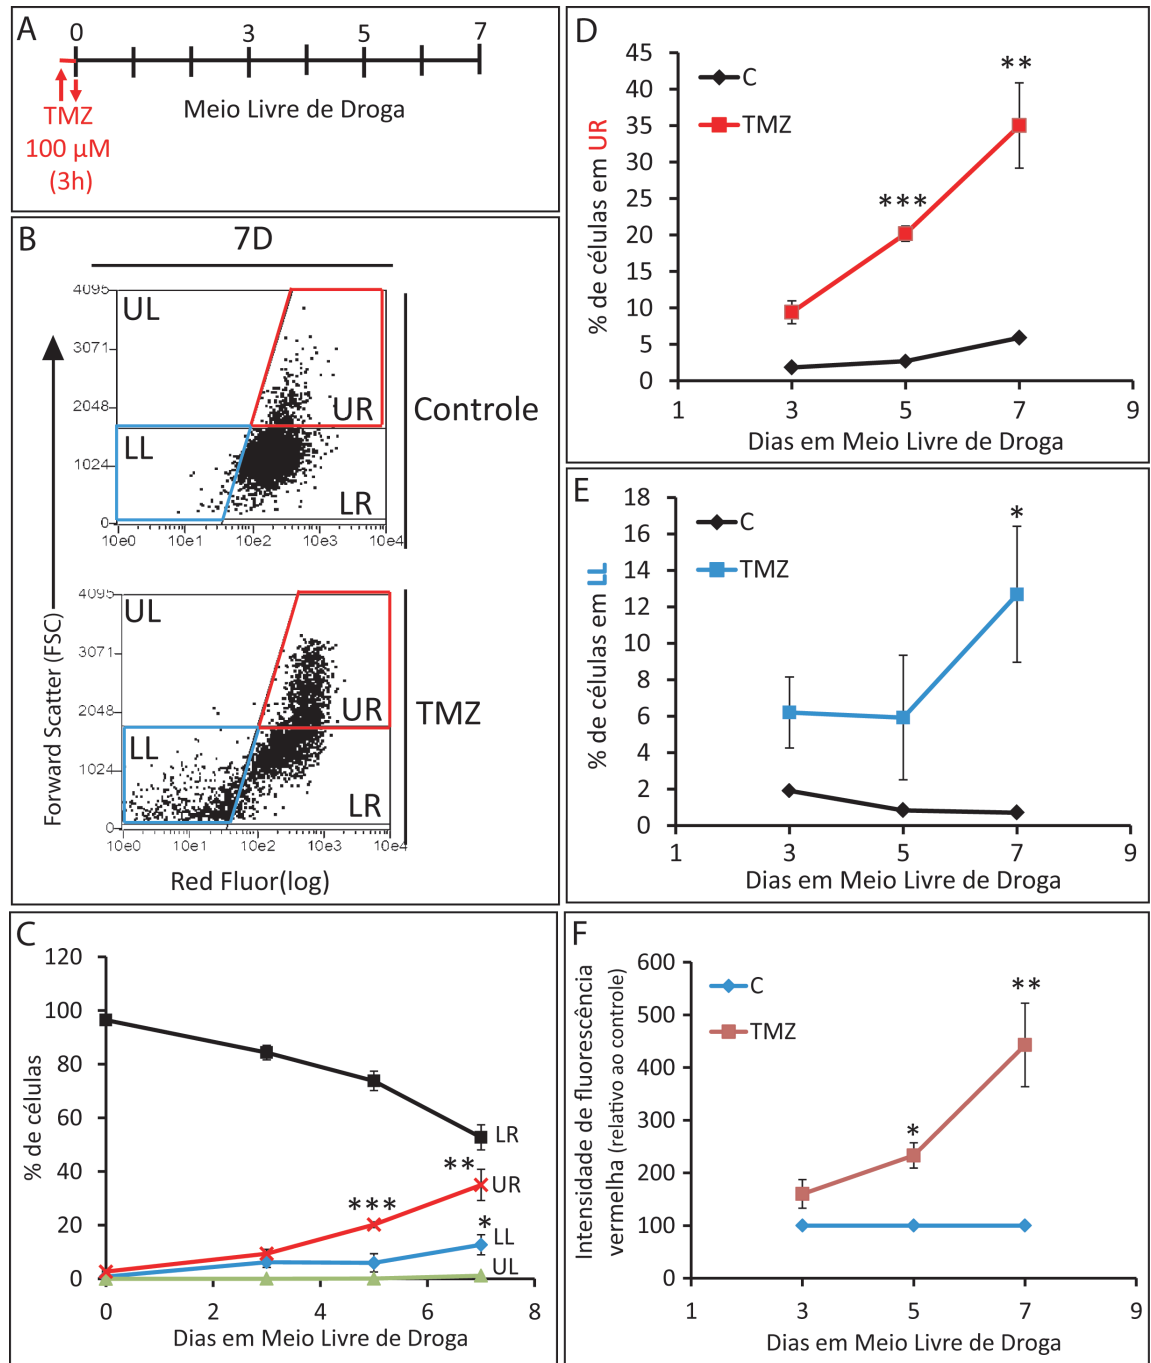 A
0 3 5 7
TMZ
100 µM
(3h)
Meio Livre de Droga
B
7D
4095
3071
2048
1024
0
UL
UR
LL
LR
10e0 10e1 10e2 10e3 10e4
Controle
4095
3071
2048
1024
0
UL
UR
LL
LR
10e0 10e1 10e2 10e3 10e4
TMZ
Forward Scatter (FSC)
Red Fluor(log)
C
% de células
120
100
80
60
40
20
0
LR
** UR
***
* LL
UL
0 2 4 6 8
Dias em Meio Livre de Droga
D
% de células em UR
45
40
35
30
25
20
15
10
5
0
C
TMZ
***
**
1 3 5 7 9
Dias em Meio Livre de Droga
E
% de células em LL
18
16
14
12
10
8
6
4
2
0
C
TMZ
*
1 3 5 7 9
Dias em Meio Livre de Droga
F
Intensidade de fluorescência
vermelha (relativo ao controle)
600
500
400
300
200
100
0
C
TMZ
*
**
1 3 5 7 9
Dias em Meio Livre de Droga